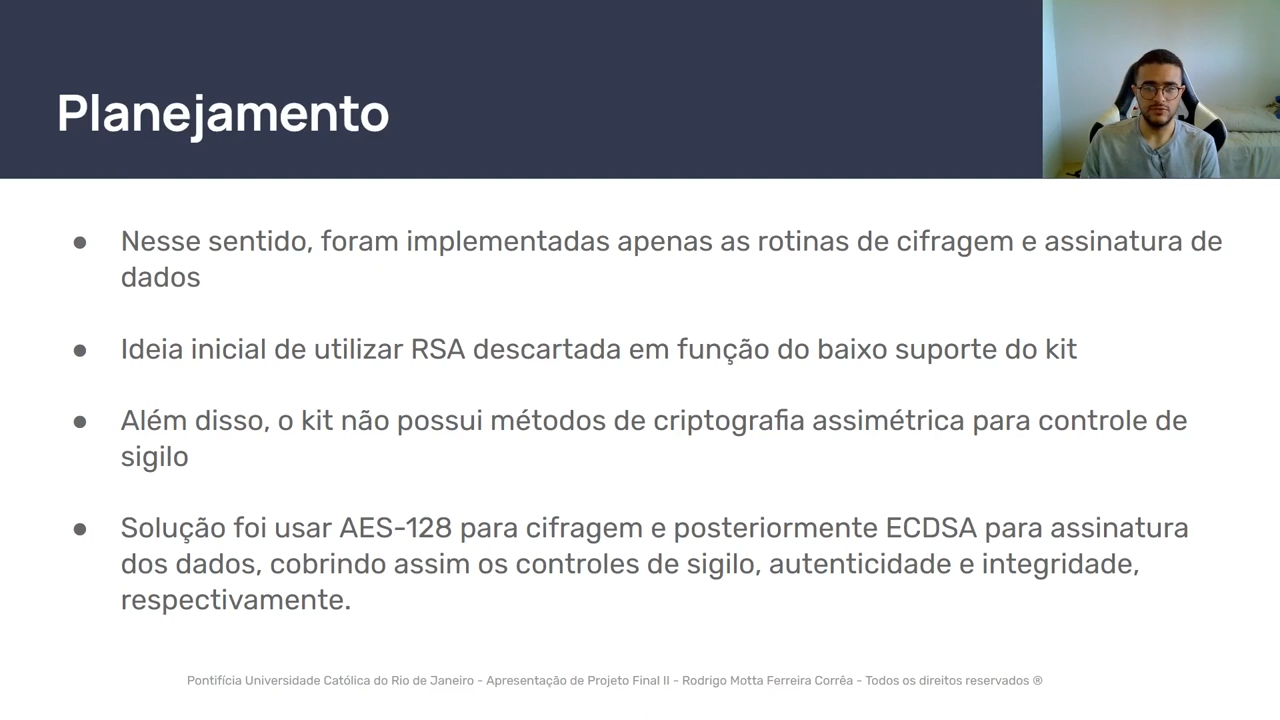 Planejamento
● Nesse sentido, foram implementadas apenas as rotinas de cifragem e assinatura de
dados
● Ideia inicial de utilizar RSA descartada em função do baixo suporte do kit
● Além disso, o kit não possui métodos de criptografia assimétrica para controle de
sigilo
● Solução foi usar AES-128 para cifragem e posteriormente ECDSA para assinatura
dos dados, cobrindo assim os controles de sigilo, autenticidade e integridade,
respectivamente.
Pontifícia Universidade Católica do Rio de Janeiro - Apresentação de Projeto Final II - Rodrigo Motta Ferreira Corrêa - Todos os direitos reservados ®